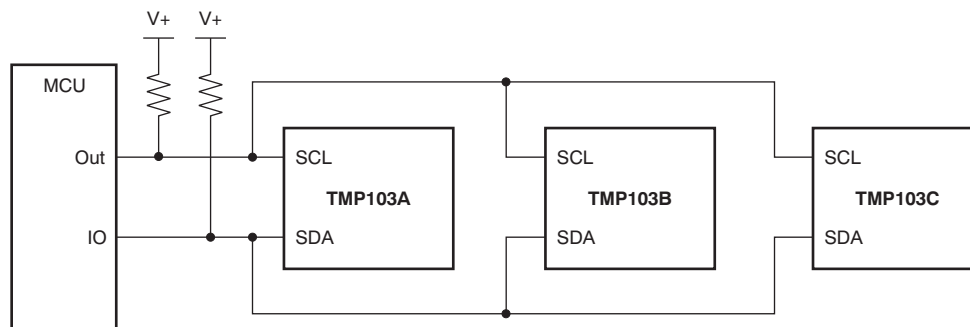 V+ V+
MCU
Out
IO
SCL
TMP103A
SDA
SCL
TMP103B
SDA
SCL
TMP103C
SDA